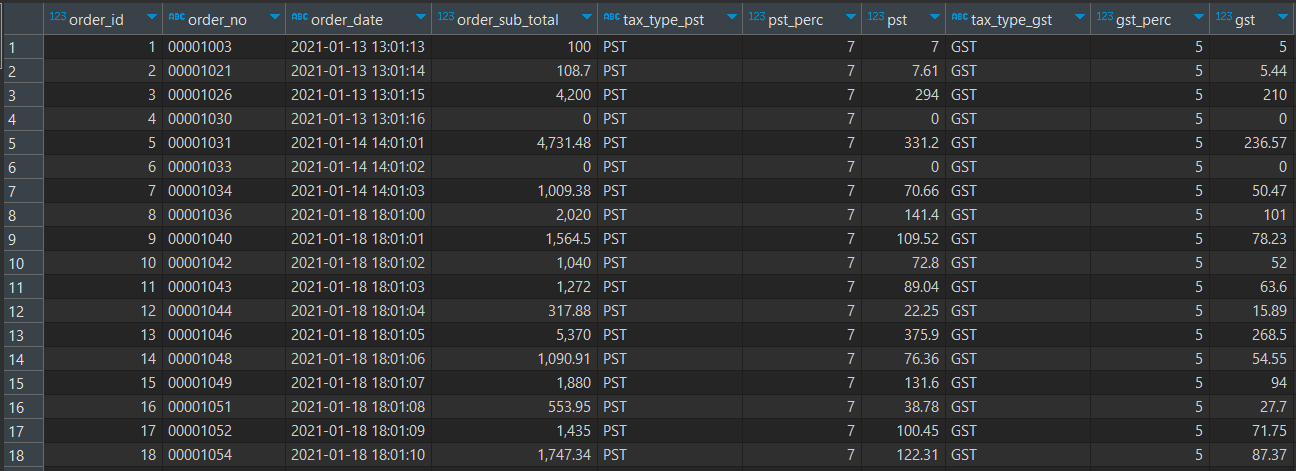 123 order_id ABC order_no ABC order_date 123 order_sub_total ABC tax_type_pst 123 pst_perc 123 pst ABC tax_type_gst 123 gst_perc 123 gst
1 1 00001003 2021-01-13 13:01:13 100 PST 7 7 GST 5 5
2 2 00001021 2021-01-13 13:01:14 108.7 PST 7 7.61 GST 5 5.44
3 3 00001026 2021-01-13 13:01:15 4,200 PST 7 294 GST 5 210
4 4 00001030 2021-01-13 13:01:16 0 PST 7 0 GST 5 0
5 5 00001031 2021-01-14 14:01:01 4,731.48 PST 7 331.2 GST 5 236.57
6 6 00001033 2021-01-14 14:01:02 0 PST 7 0 GST 5 0
7 7 00001034 2021-01-14 14:01:03 1,009.38 PST 7 70.66 GST 5 50.47
8 8 00001036 2021-01-18 18:01:00 2,020 PST 7 141.4 GST 5 101
9 9 00001040 2021-01-18 18:01:01 1,564.5 PST 7 109.52 GST 5 78.23
10 10 00001042 2021-01-18 18:01:02 1,040 PST 7 72.8 GST 5 52
11 11 00001043 2021-01-18 18:01:03 1,272 PST 7 89.04 GST 5 63.6
12 12 00001044 2021-01-18 18:01:04 317.88 PST 7 22.25 GST 5 15.89
13 13 00001046 2021-01-18 18:01:05 5,370 PST 7 375.9 GST 5 268.5
14 14 00001048 2021-01-18 18:01:06 1,090.91 PST 7 76.36 GST 5 54.55
15 15 00001049 2021-01-18 18:01:07 1,880 PST 7 131.6 GST 5 94
16 16 00001051 2021-01-18 18:01:08 553.95 PST 7 38.78 GST 5 27.7
17 17 00001052 2021-01-18 18:01:09 1,435 PST 7 100.45 GST 5 71.75
18 18 00001054 2021-01-18 18:01:10 1,747.34 PST 7 122.31 GST 5 87.37